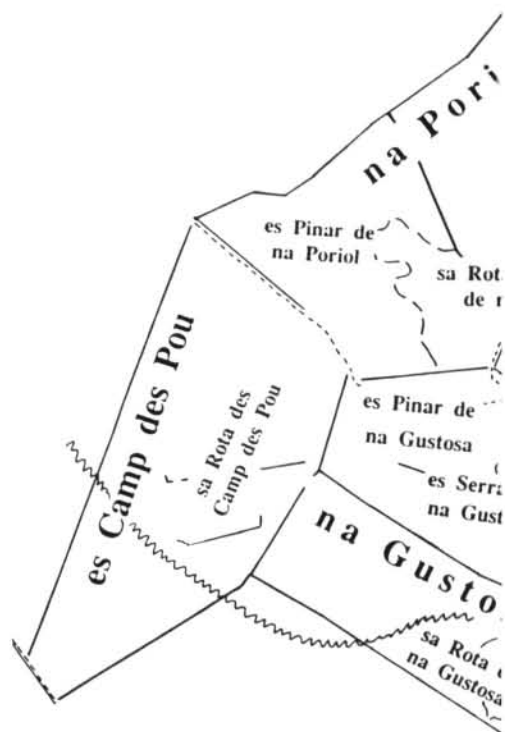 na Pori
es Pinar de
na Poriol
sa Rot
de
es Camp des Pou
sa Rota des
Camp des Pou
es Pinar de
na Gustosa
es Serra
na Gust
na Gusto
sa Rota
na Gustosa